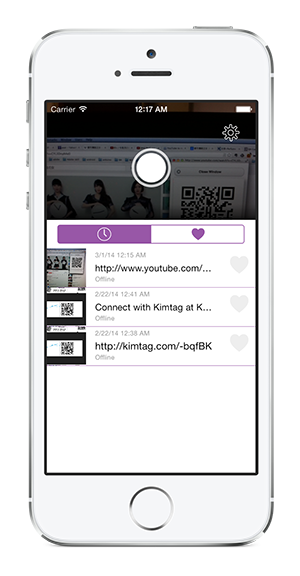 Carrier
12:17 AM
3/1/14 12:15 AM
http://www.youtube.com/...
Offline
2/22/14 12:41 AM
Connect with Kimtag at K...
Offline
2/22/14 12:38 AM
http://kimtag.com/-bqfBK
Offline